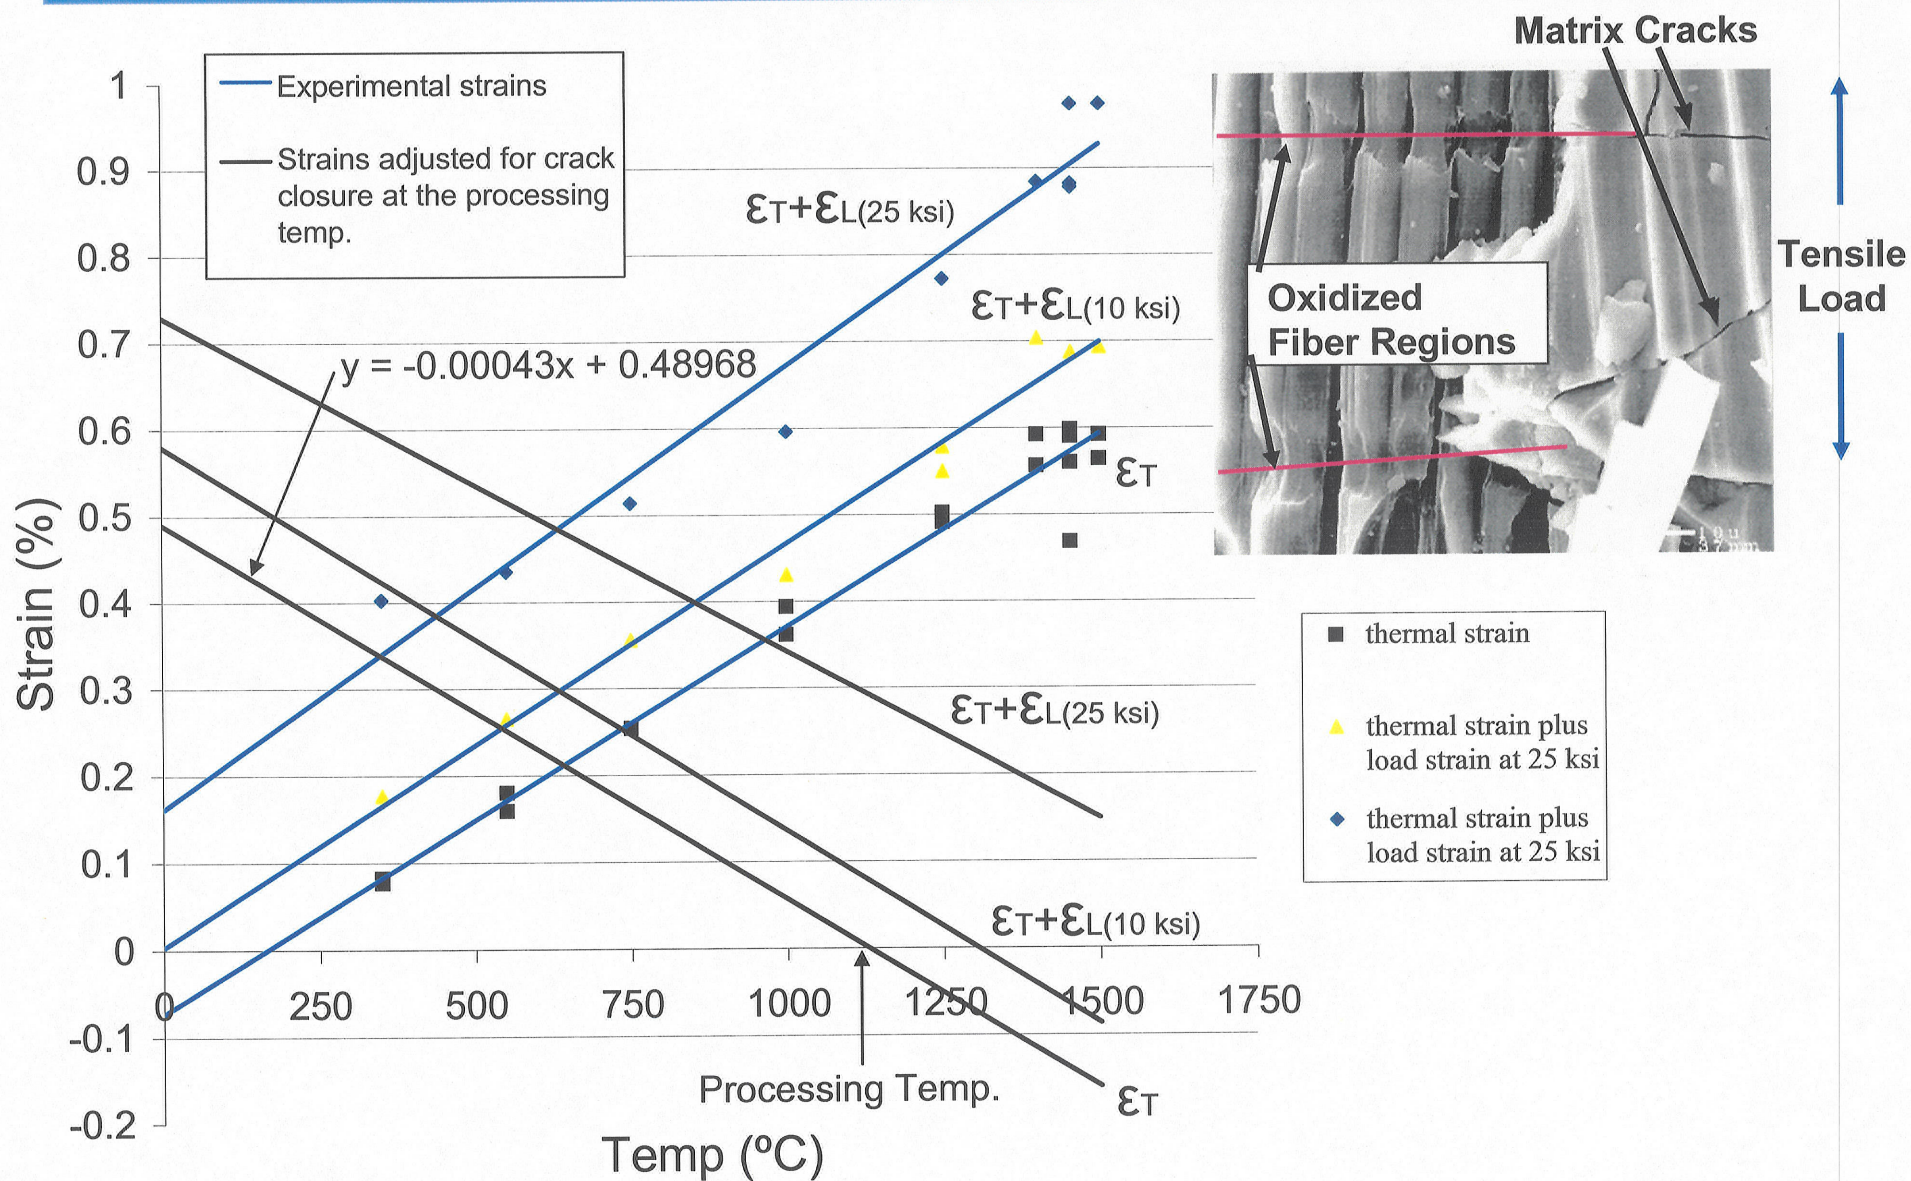 Matrix Cracks
Experimental strains
Strains adjusted for crack
closure at the processing
temp.
1
0.9
0.8
0.7
0.6
0.5
0.4
0.3
0.2
0.1
0
-0.1
-0.2
Strain (%)
εT+εL(25 ksi)
εT+εL(10 ksi)
y = -0.00043x + 0.48968
εT
εT+εL(25 ksi)
εT+εL(10 ksi)
0 250 500 750 1000 1250 1500 1750
Processing Temp.
εT
Temp (ºC)
Oxidized
Fiber Regions
Tensile
Load
thermal strain
thermal strain plus
load strain at 25 ksi
thermal strain plus
load strain at 25 ksi